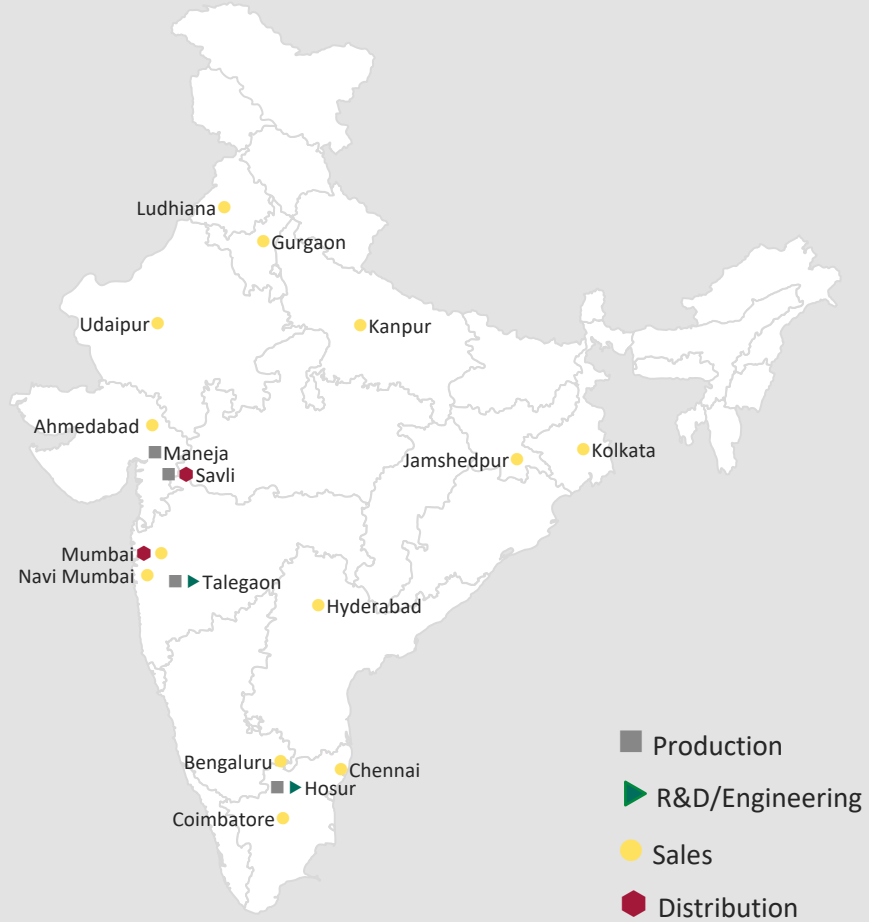 Ludhiana
Gurgaon
Udaipur
Kanpur
Ahmedabad
Maneja
Savli
Jamshedpur
Kolkata
Mumbai
Navi Mumbai
Talegaon
Hyderabad
Bengaluru
Chennai
Hosur
Coimbatore
Production
R&D/Engineering
Sales
Distribution